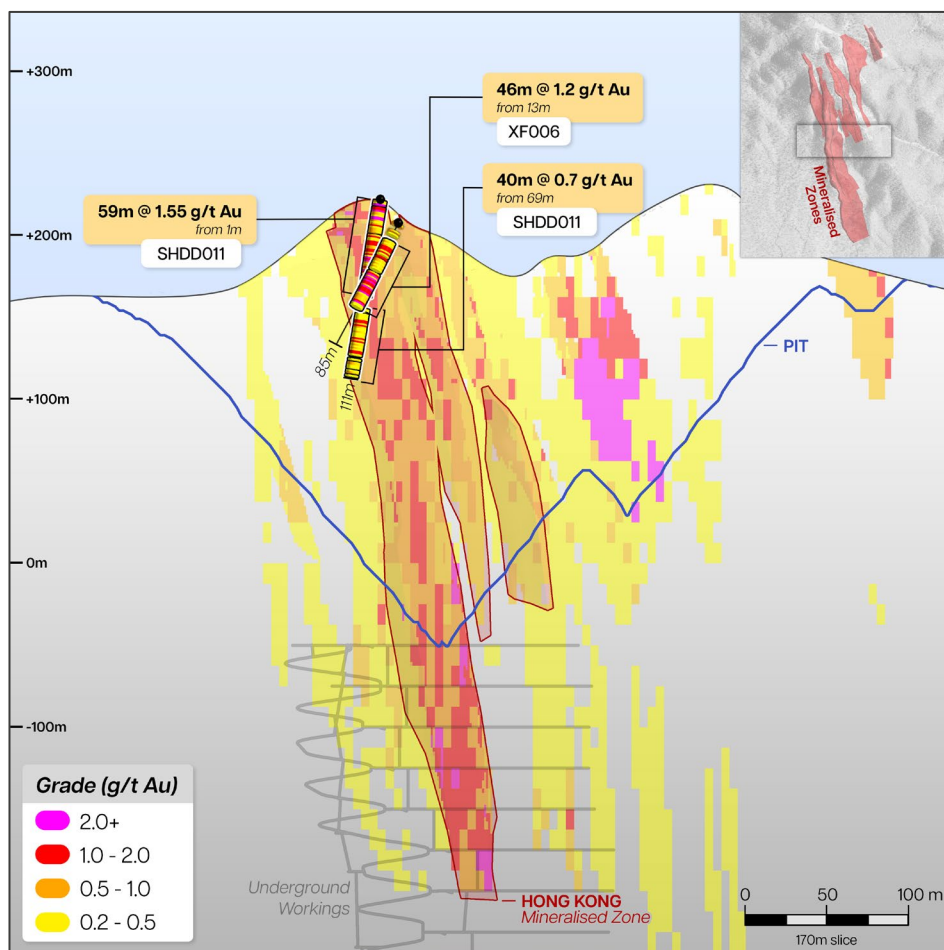 +300m
46m @ 1.2 g/t Au
from 13m
XF006
40m @ 0.7 g/t Au
from 69m
SHDD011
59m @ 1.55 g/t Au
from 1m
SHDD011
Mineralised
Zones
+200m
85m
111m
PIT
+100m
0m
-100m
Grade (g/t Au)
2.0+
1.0 - 2.0
0.5 - 1.0
0.2 - 0.5
Underground
Workings
HONG KONG
Mineralised Zone
0 50 100 m
170m slice